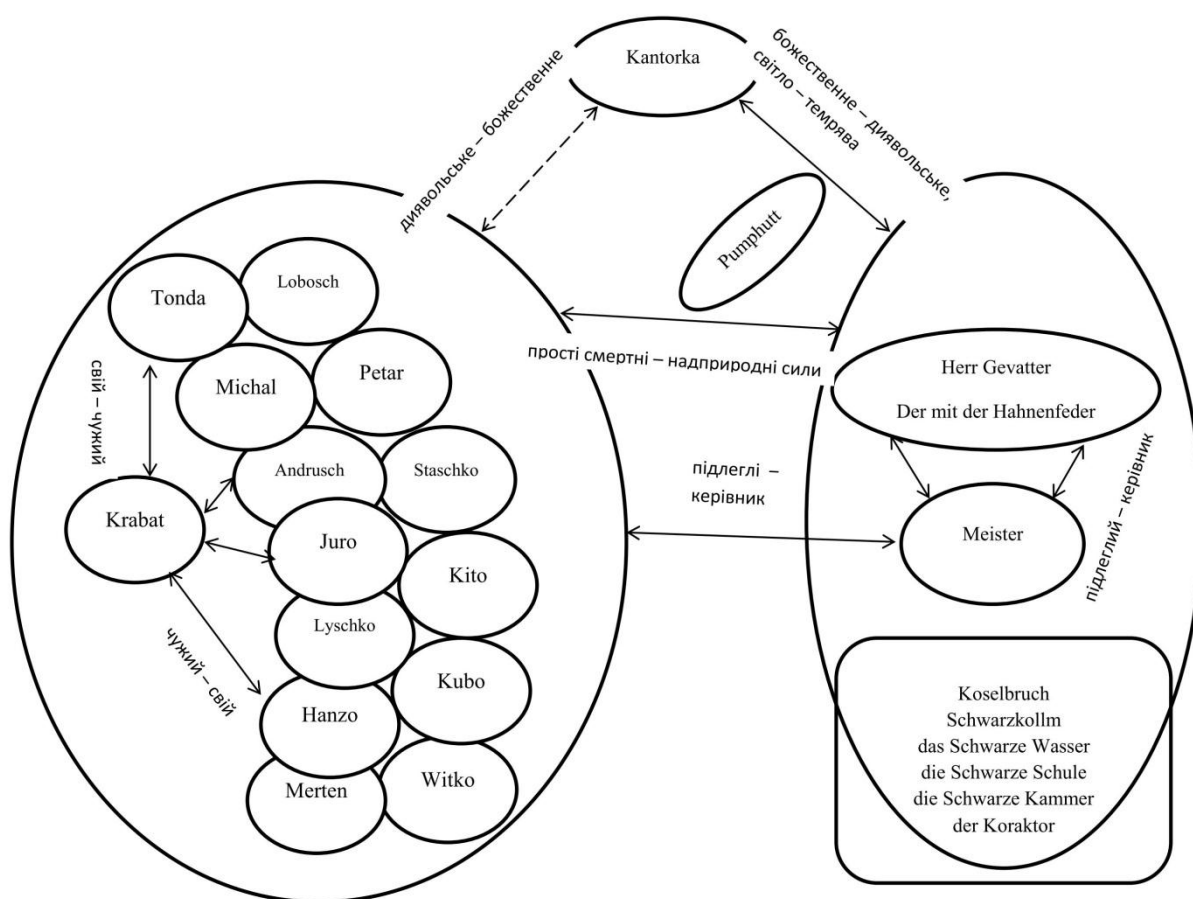 Kantorka
диявольське – божественне
божественне – диявольське,
світло – темрява
Pumphutt
Tonda
Lobosch
Michal
Petar
свій – чужий
Andrusch
Staschko
Krabat
Juro
Kito
Lyschko
чужий – свій
Kubo
Hanzo
Merten
Witko
прості смертні – надприродні сили
підлеглі –
керівник
Herr Gevatter
Der mit der Hahnenfeder
Meister
підлеглий – керівник
Koselbruch
Schwarzkollm
das Schwarze Wasser
die Schwarze Schule
die Schwarze Kammer
der Koraktor